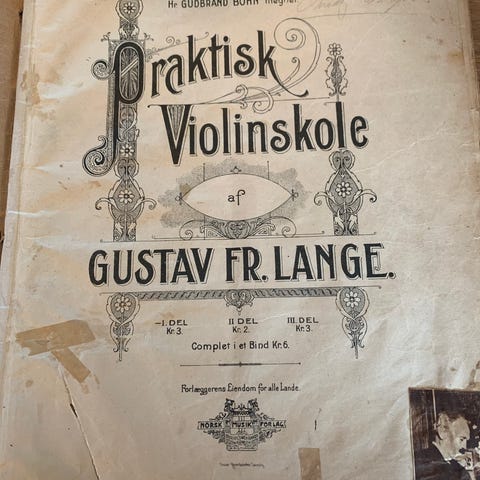 Hr GUDBRAND BØHN tilegnet
Praktisk
Violinskole
af
GUSTAV FR. LANGE.
I. DEL II DEL III. DEL
Kr. 3. Kr. 2. Kr. 3.
Complet i et Bind Kr. 6.
Forlæggerens Eiendom for alle Lande.
NORSK MUSIKFORLAG